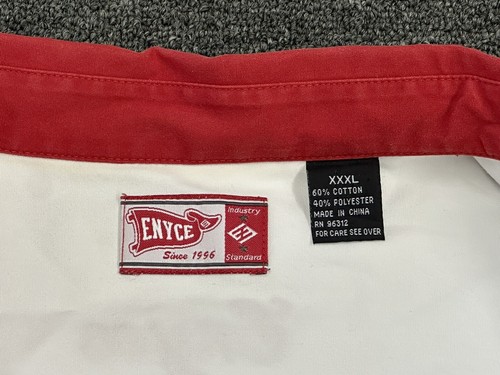 ENYCE
Since 1996
Industry
Standard
XXXL
60% COTTON
40% POLYESTER
MADE IN CHINA
RN 96312
FOR CARE SEE OVER